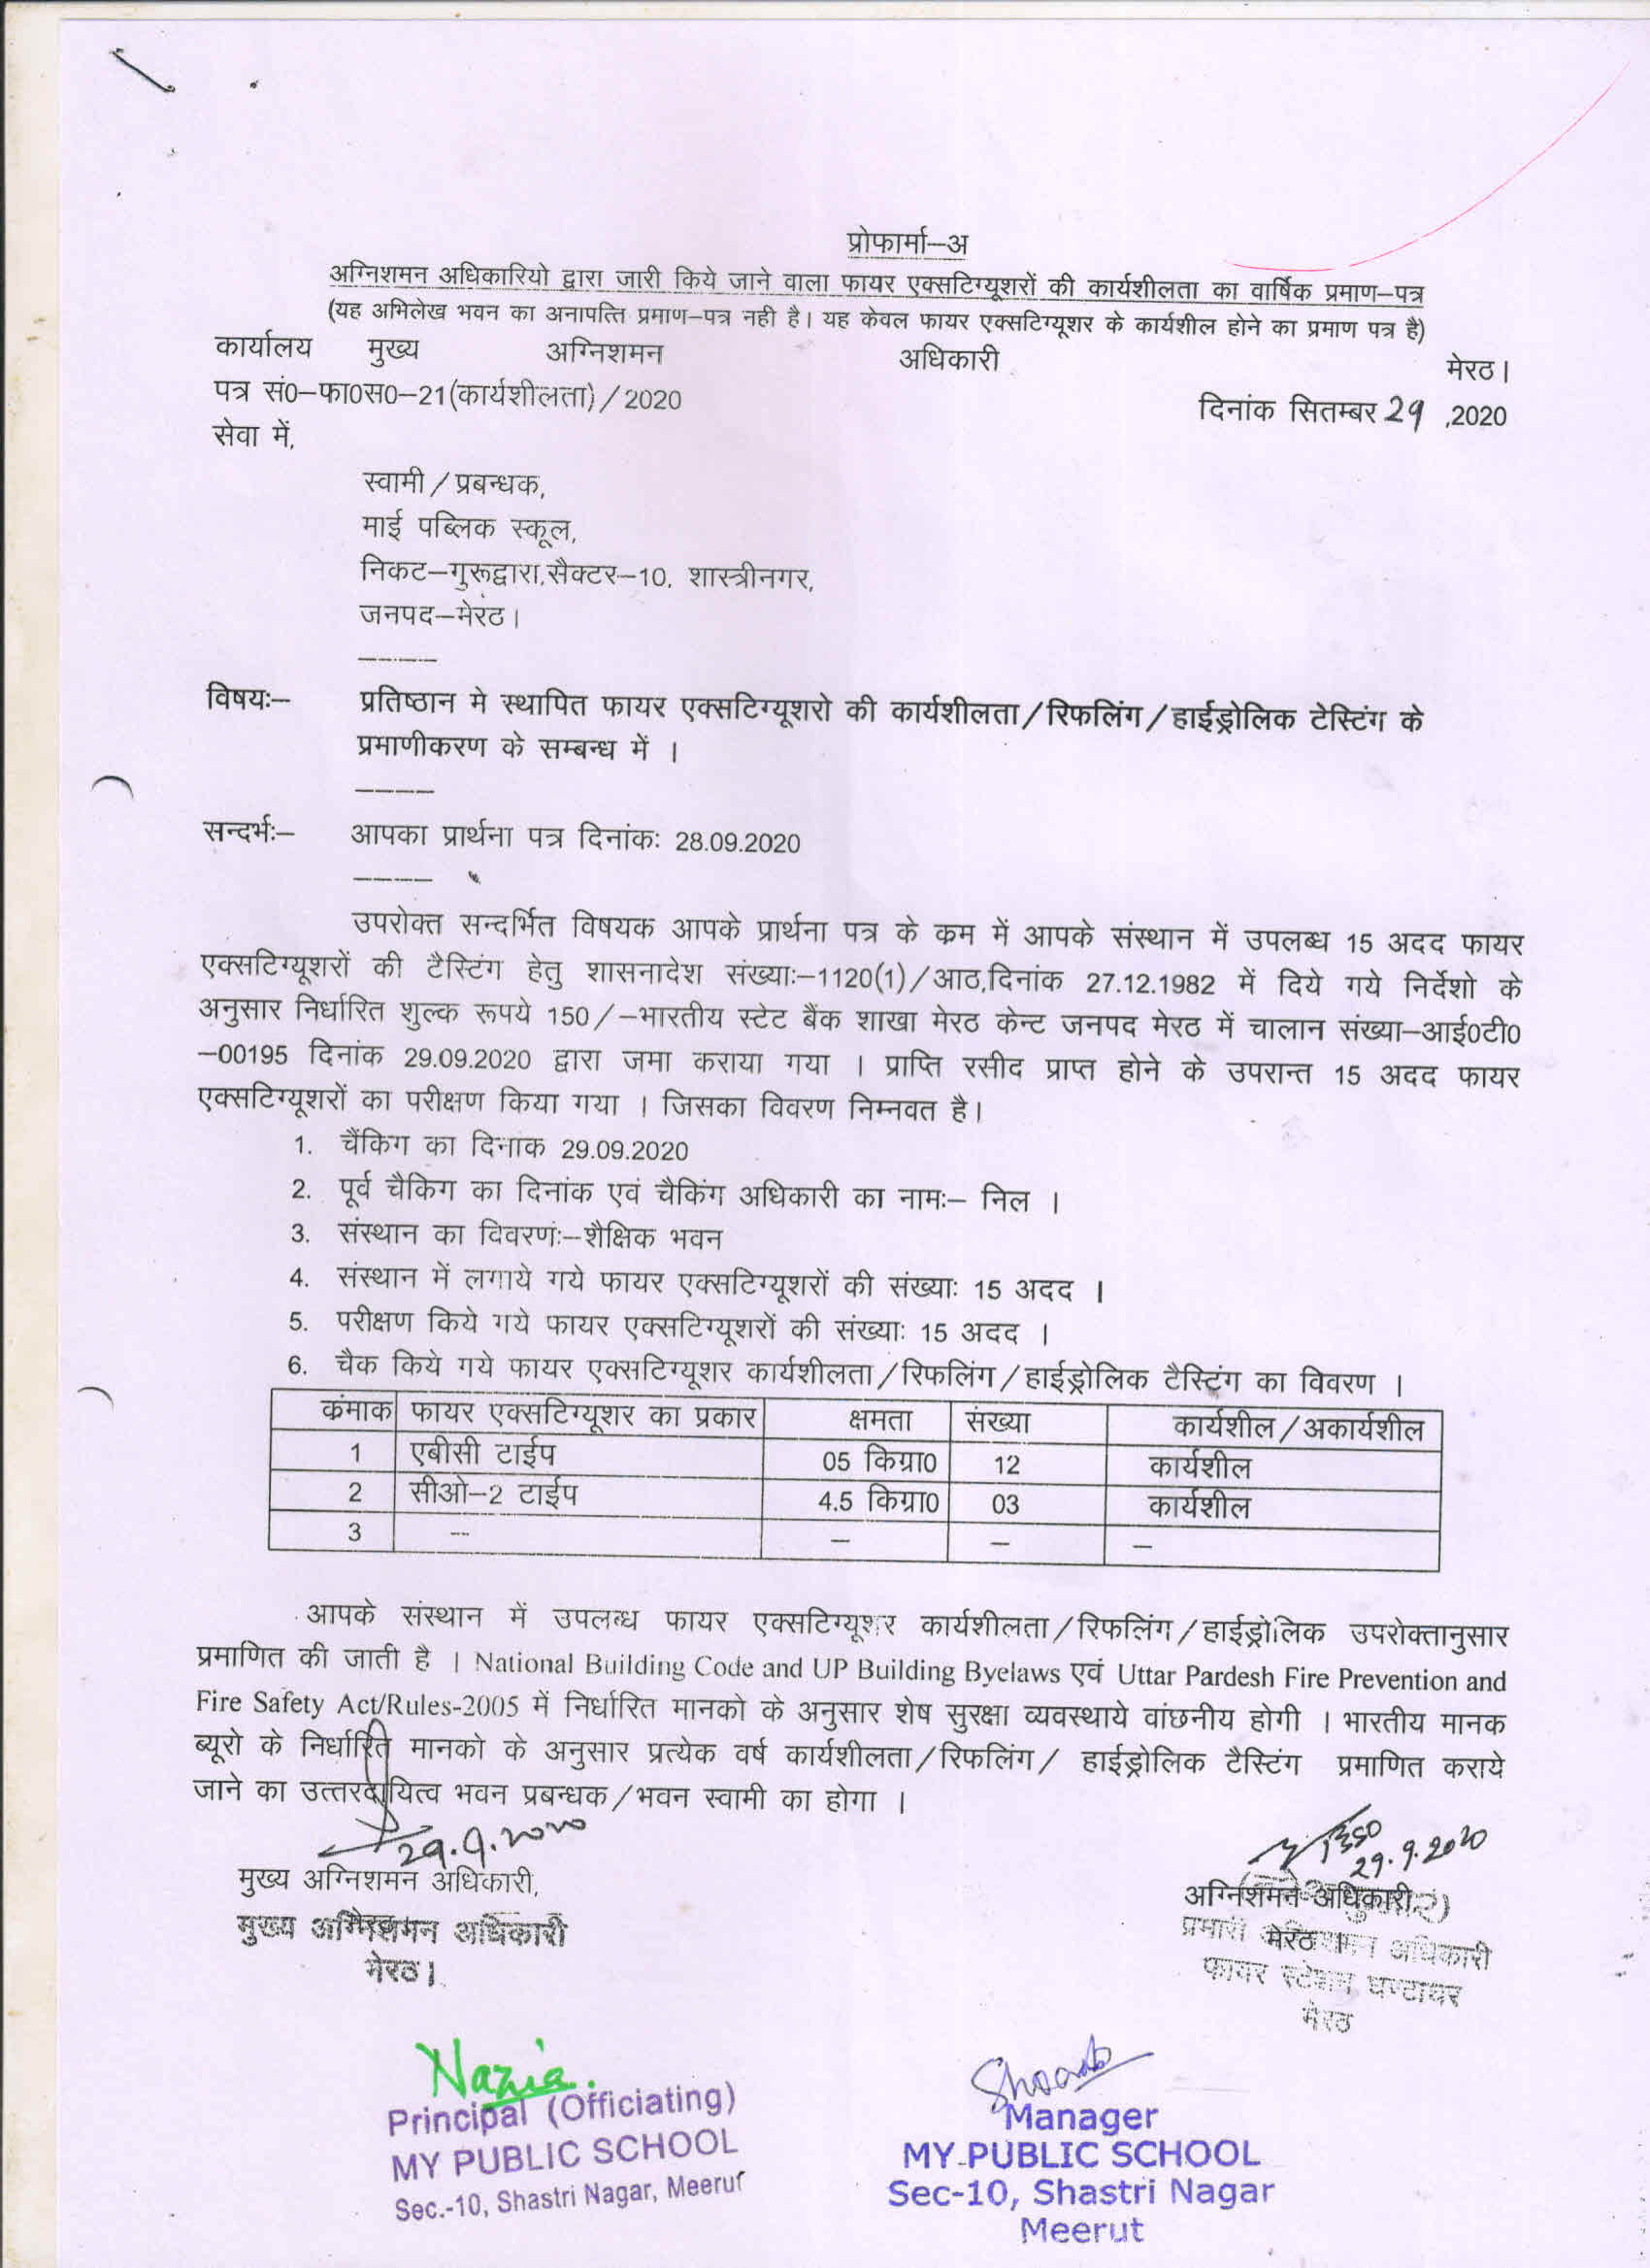 प्रोफार्मा–अ
अग्निशमन अधिकारियो द्वारा जारी किये जाने वाला फायर एक्सटिग्यूशरों की कार्यशीलता का वार्षिक प्रमाण–पत्र
(यह अभिलेख भवन का अनापत्ति प्रमाण–पत्र नही है। यह केवल फायर एक्सटिग्यूशर के कार्यशील होने का प्रमाण पत्र है)
कार्यालय मुख्य अग्निशमन अधिकारी मेरठ।
पत्र सं0–फा0स0–21(कार्यशीलता)/2020 दिनांक सितम्बर 29 ,2020
सेवा में,
स्वामी/प्रबन्धक,
माई पब्लिक स्कूल,
निकट–गुरूद्वारा,सैक्टर–10, शास्त्रीनगर,
जनपद–मेरठ।
–––––
विषयः– प्रतिष्ठान मे स्थापित फायर एक्सटिग्यूशरो की कार्यशीलता/रिफलिंग/हाईड्रोलिक टेस्टिंग के
प्रमाणीकरण के सम्बन्ध में ।
––––
सन्दर्भः– आपका प्रार्थना पत्र दिनांकः 28.09.2020
––––
उपरोक्त सन्दर्भित विषयक आपके प्रार्थना पत्र के कम में आपके संस्थान में उपलब्ध 15 अदद फायर
एक्सटिग्यूशरों की टैस्टिंग हेतु शासनादेश संख्याः–1120(1)/आठ,दिनांक 27.12.1982 में दिये गये निर्देशो के
अनुसार निर्धारित शुल्क रूपये 150/–भारतीय स्टेट बैंक शाखा मेरठ केन्ट जनपद मेरठ में चालान संख्या–आई0टी0
–00195 दिनांक 29.09.2020 द्वारा जमा कराया गया । प्राप्ति रसीद प्राप्त होने के उपरान्त 15 अदद फायर
एक्सटिग्यूशरों का परीक्षण किया गया । जिसका विवरण निम्नवत है।
1. चैंकिग का दिनांक 29.09.2020
2. पूर्व चैकिग का दिनांक एवं चैकिंग अधिकारी का नामः– निल ।
3. संस्थान का विवरणंः–शैक्षिक भवन
4. संस्थान में लगाये गये फायर एक्सटिग्यूशरों की संख्याः 15 अदद ।
5. परीक्षण किये गये फायर एक्सटिग्यूशरों की संख्याः 15 अदद ।
6. चैक किये गये फायर एक्सटिग्यूशर कार्यशीलता/रिफलिंग/हाईड्रोलिक टैस्टिंग का विवरण ।
कंमाक फायर एक्सटिग्यूशर का प्रकार क्षमता संख्या कार्यशील/अकार्यशील
1 एबीसी टाईप 05 किग्रा0 12 कार्यशील
2 सीओ–2 टाईप 4.5 किग्रा0 03 कार्यशील
3 – – – –
आपके संस्थान में उपलब्ध फायर एक्सटिग्यूशर कार्यशीलता/रिफलिंग/हाईड्रोलिक उपरोक्तानुसार
प्रमाणित की जाती है । National Building Code and UP Building Byelaws एवं Uttar Pardesh Fire Prevention and
Fire Safety Act/Rules-2005 में निर्धारित मानको के अनुसार शेष सुरक्षा व्यवस्थाये वांछनीय होगी । भारतीय मानक
ब्यूरो के निर्धारित मानको के अनुसार प्रत्येक वर्ष कार्यशीलता/रिफलिंग/ हाईड्रोलिक टैस्टिंग प्रमाणित कराये
जाने का उत्तरदायित्व भवन प्रबन्धक/भवन स्वामी का होगा ।
29.9.2020 29.9.2020
मुख्य अग्निशमन अधिकारी, अग्निशमन अधिकारी,
मुख्य अग्निशमन अधिकारी प्रभारी अग्निशमन अधिकारी
मेरठ। मेरठ
फायर स्टेशन घण्टाघर
मेरठ
Nazia.
Principal (Officiating)
MY PUBLIC SCHOOL
Sec.-10, Shastri Nagar, Meerut
Manager
MY PUBLIC SCHOOL
Sec-10, Shastri Nagar
Meerut